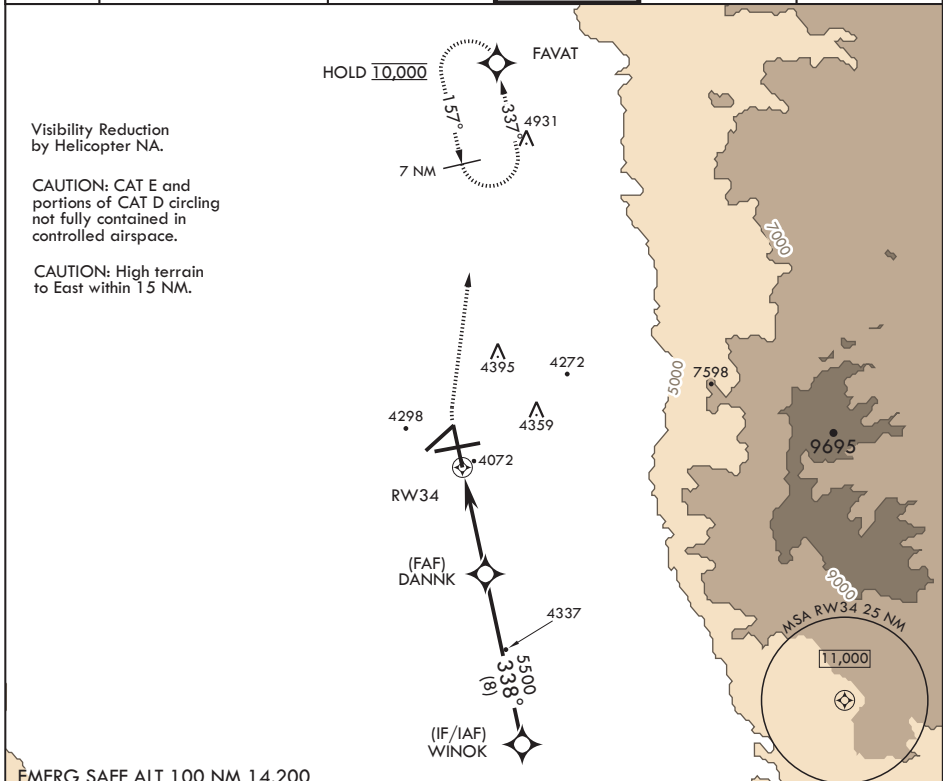 FAVAT
HOLD 10,000
157°
337°
4931
7 NM
Visibility Reduction
by Helicopter NA.
CAUTION: CAT E and
portions of CAT D circling
not fully contained in
controlled airspace.
CAUTION: High terrain
to East within 15 NM.
7000
4395
4272
5000
7598
4298
4359
9695
4072
RW34
(FAF)
DANNK
4337
9000
MSA RW34 25 NM
11,000
5500
338°
(8)
(IF/IAF)
WINOK
EMERG SAFE ALT 100 NM 14,200